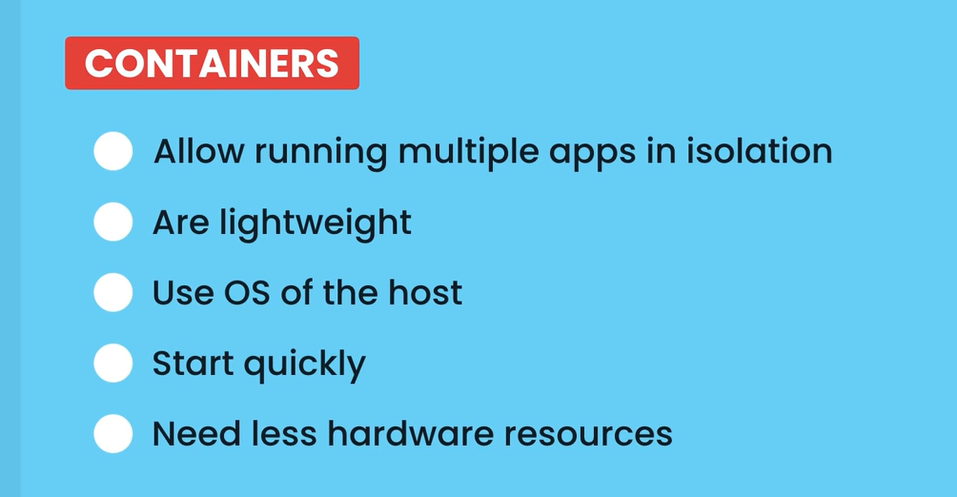 CONTAINERS
Allow running multiple apps in isolation
Are lightweight
Use OS of the host
Start quickly
Need less hardware resources